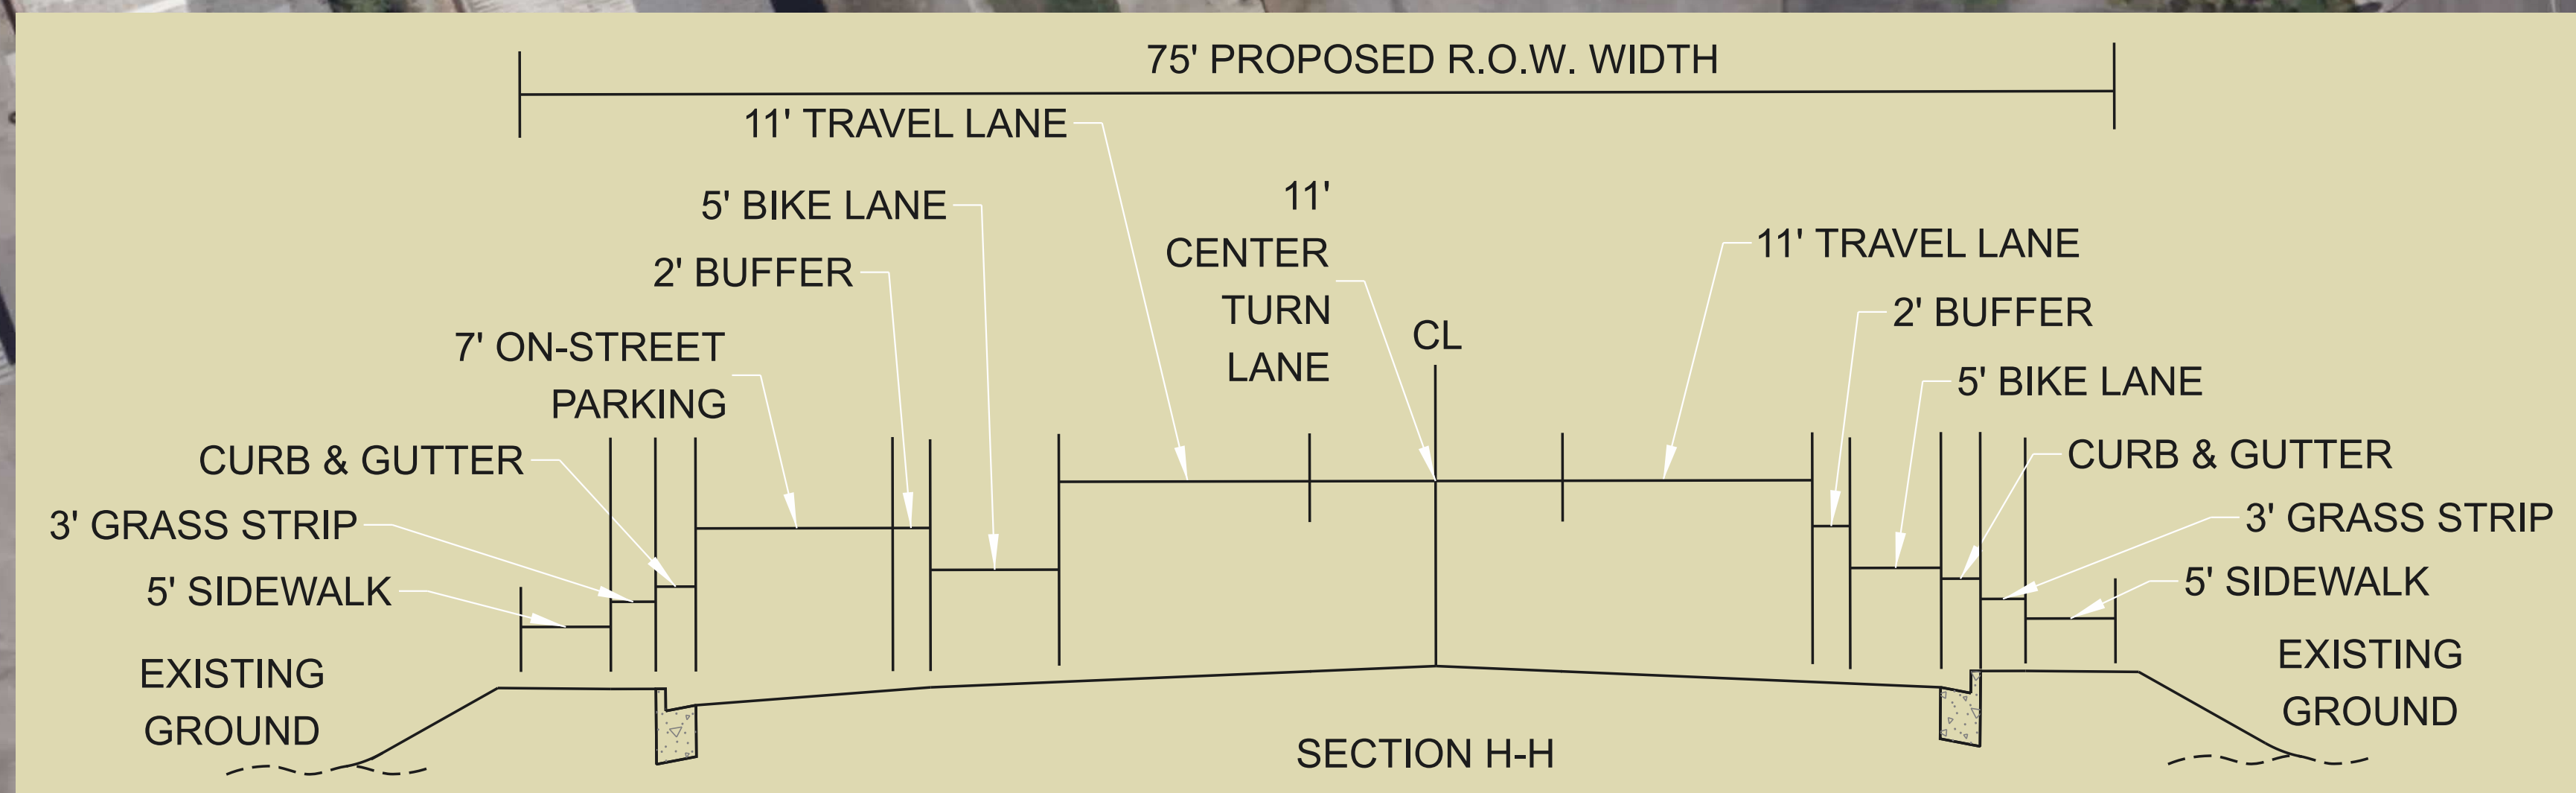 75' PROPOSED R.O.W. WIDTH
11' TRAVEL LANE
5' BIKE LANE
2' BUFFER
7' ON-STREET
PARKING
CURB & GUTTER
3' GRASS STRIP
5' SIDEWALK
EXISTING
GROUND
11'
CENTER
TURN
LANE
CL
11' TRAVEL LANE
2' BUFFER
5' BIKE LANE
CURB & GUTTER
3' GRASS STRIP
5' SIDEWALK
EXISTING
GROUND
SECTION H-H